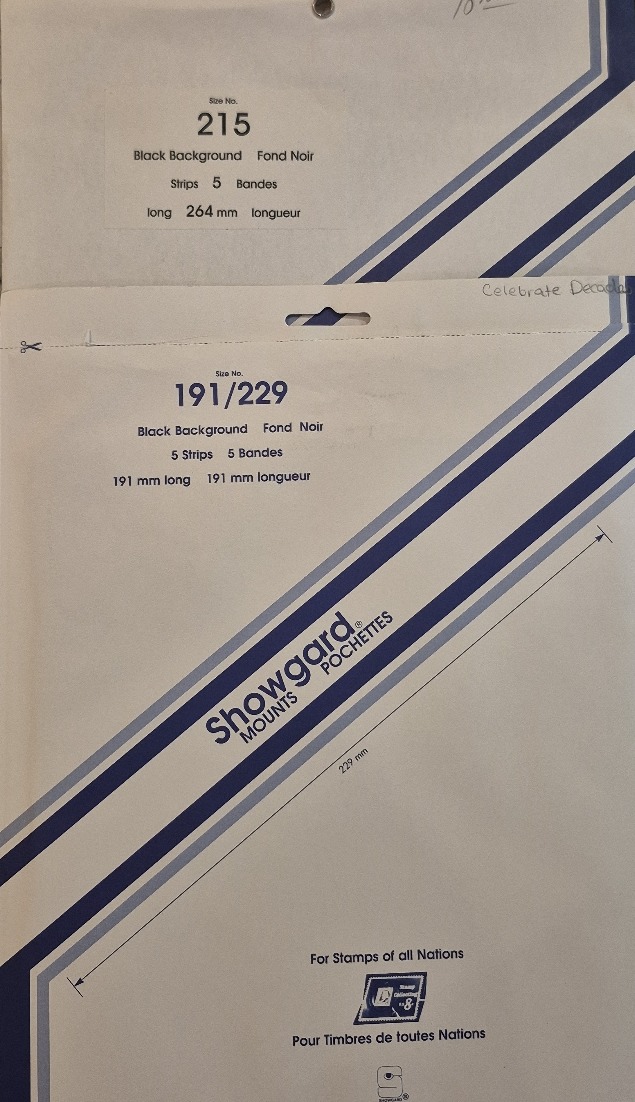 Size No.
215
Black Background Fond Noir
Strips 5 Bandes
long 264 mm longueur
Celebrate Decades
Size No.
191/229
Black Background Fond Noir
5 Strips 5 Bandes
191 mm long 191 mm longueur
Showgard®
MOUNTS POCHETTES
229 mm
For Stamps of all Nations
Pour Timbres de toutes Nations
SHOWGARD®